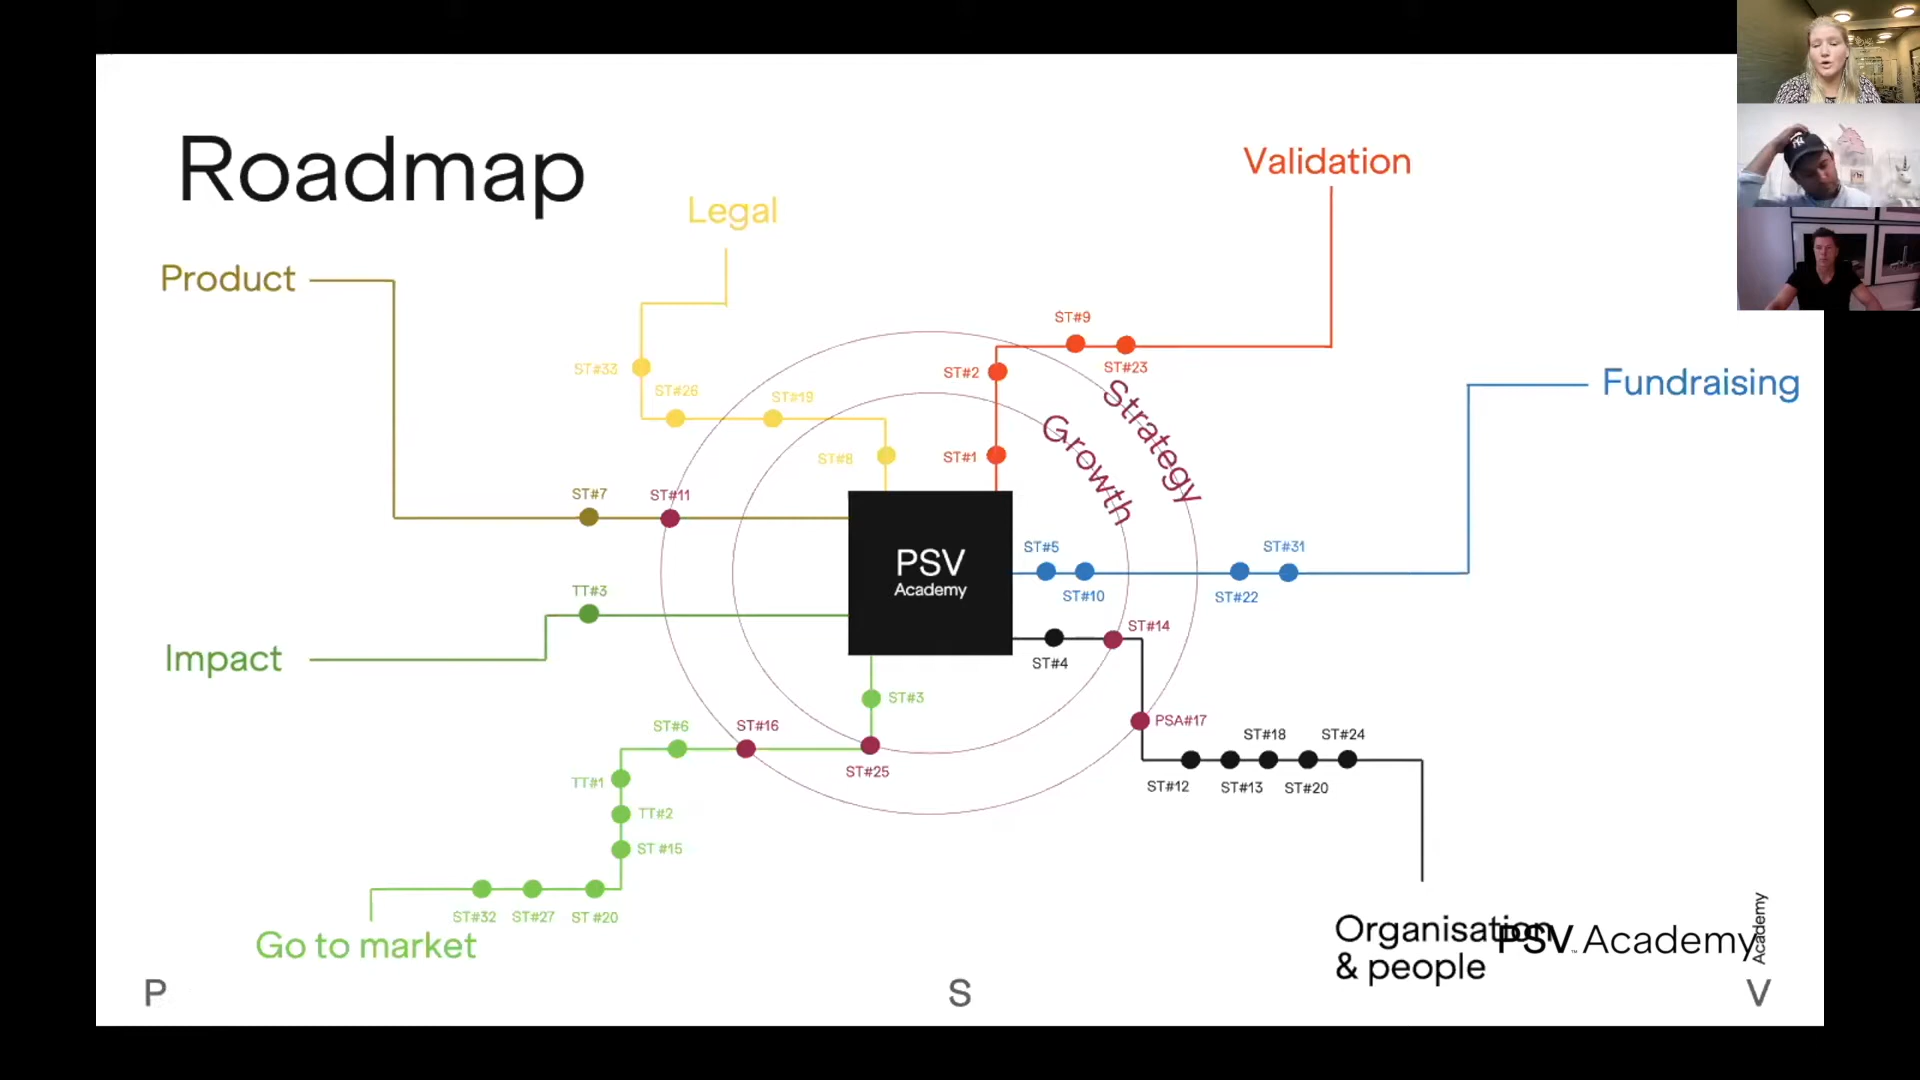 Roadmap
Validation
Legal
Product
ST#9
ST#33
ST#2
ST#23
Fundraising
ST#26
ST#19
Strategy
Growth
ST#8
ST#1
ST#7
ST#11
ST#5
ST#31
PSV
Academy
TT#3
ST#10
ST#22
ST#14
Impact
ST#4
ST#3
ST#6
ST#16
PSA#17
ST#18
ST#24
ST#25
TT#1
ST#12
ST#13
ST#20
TT#2
ST #15
ST#32
ST#27
ST #20
Go to market
Organisation
& people
PSV™ Academy
Academy
P
S
V